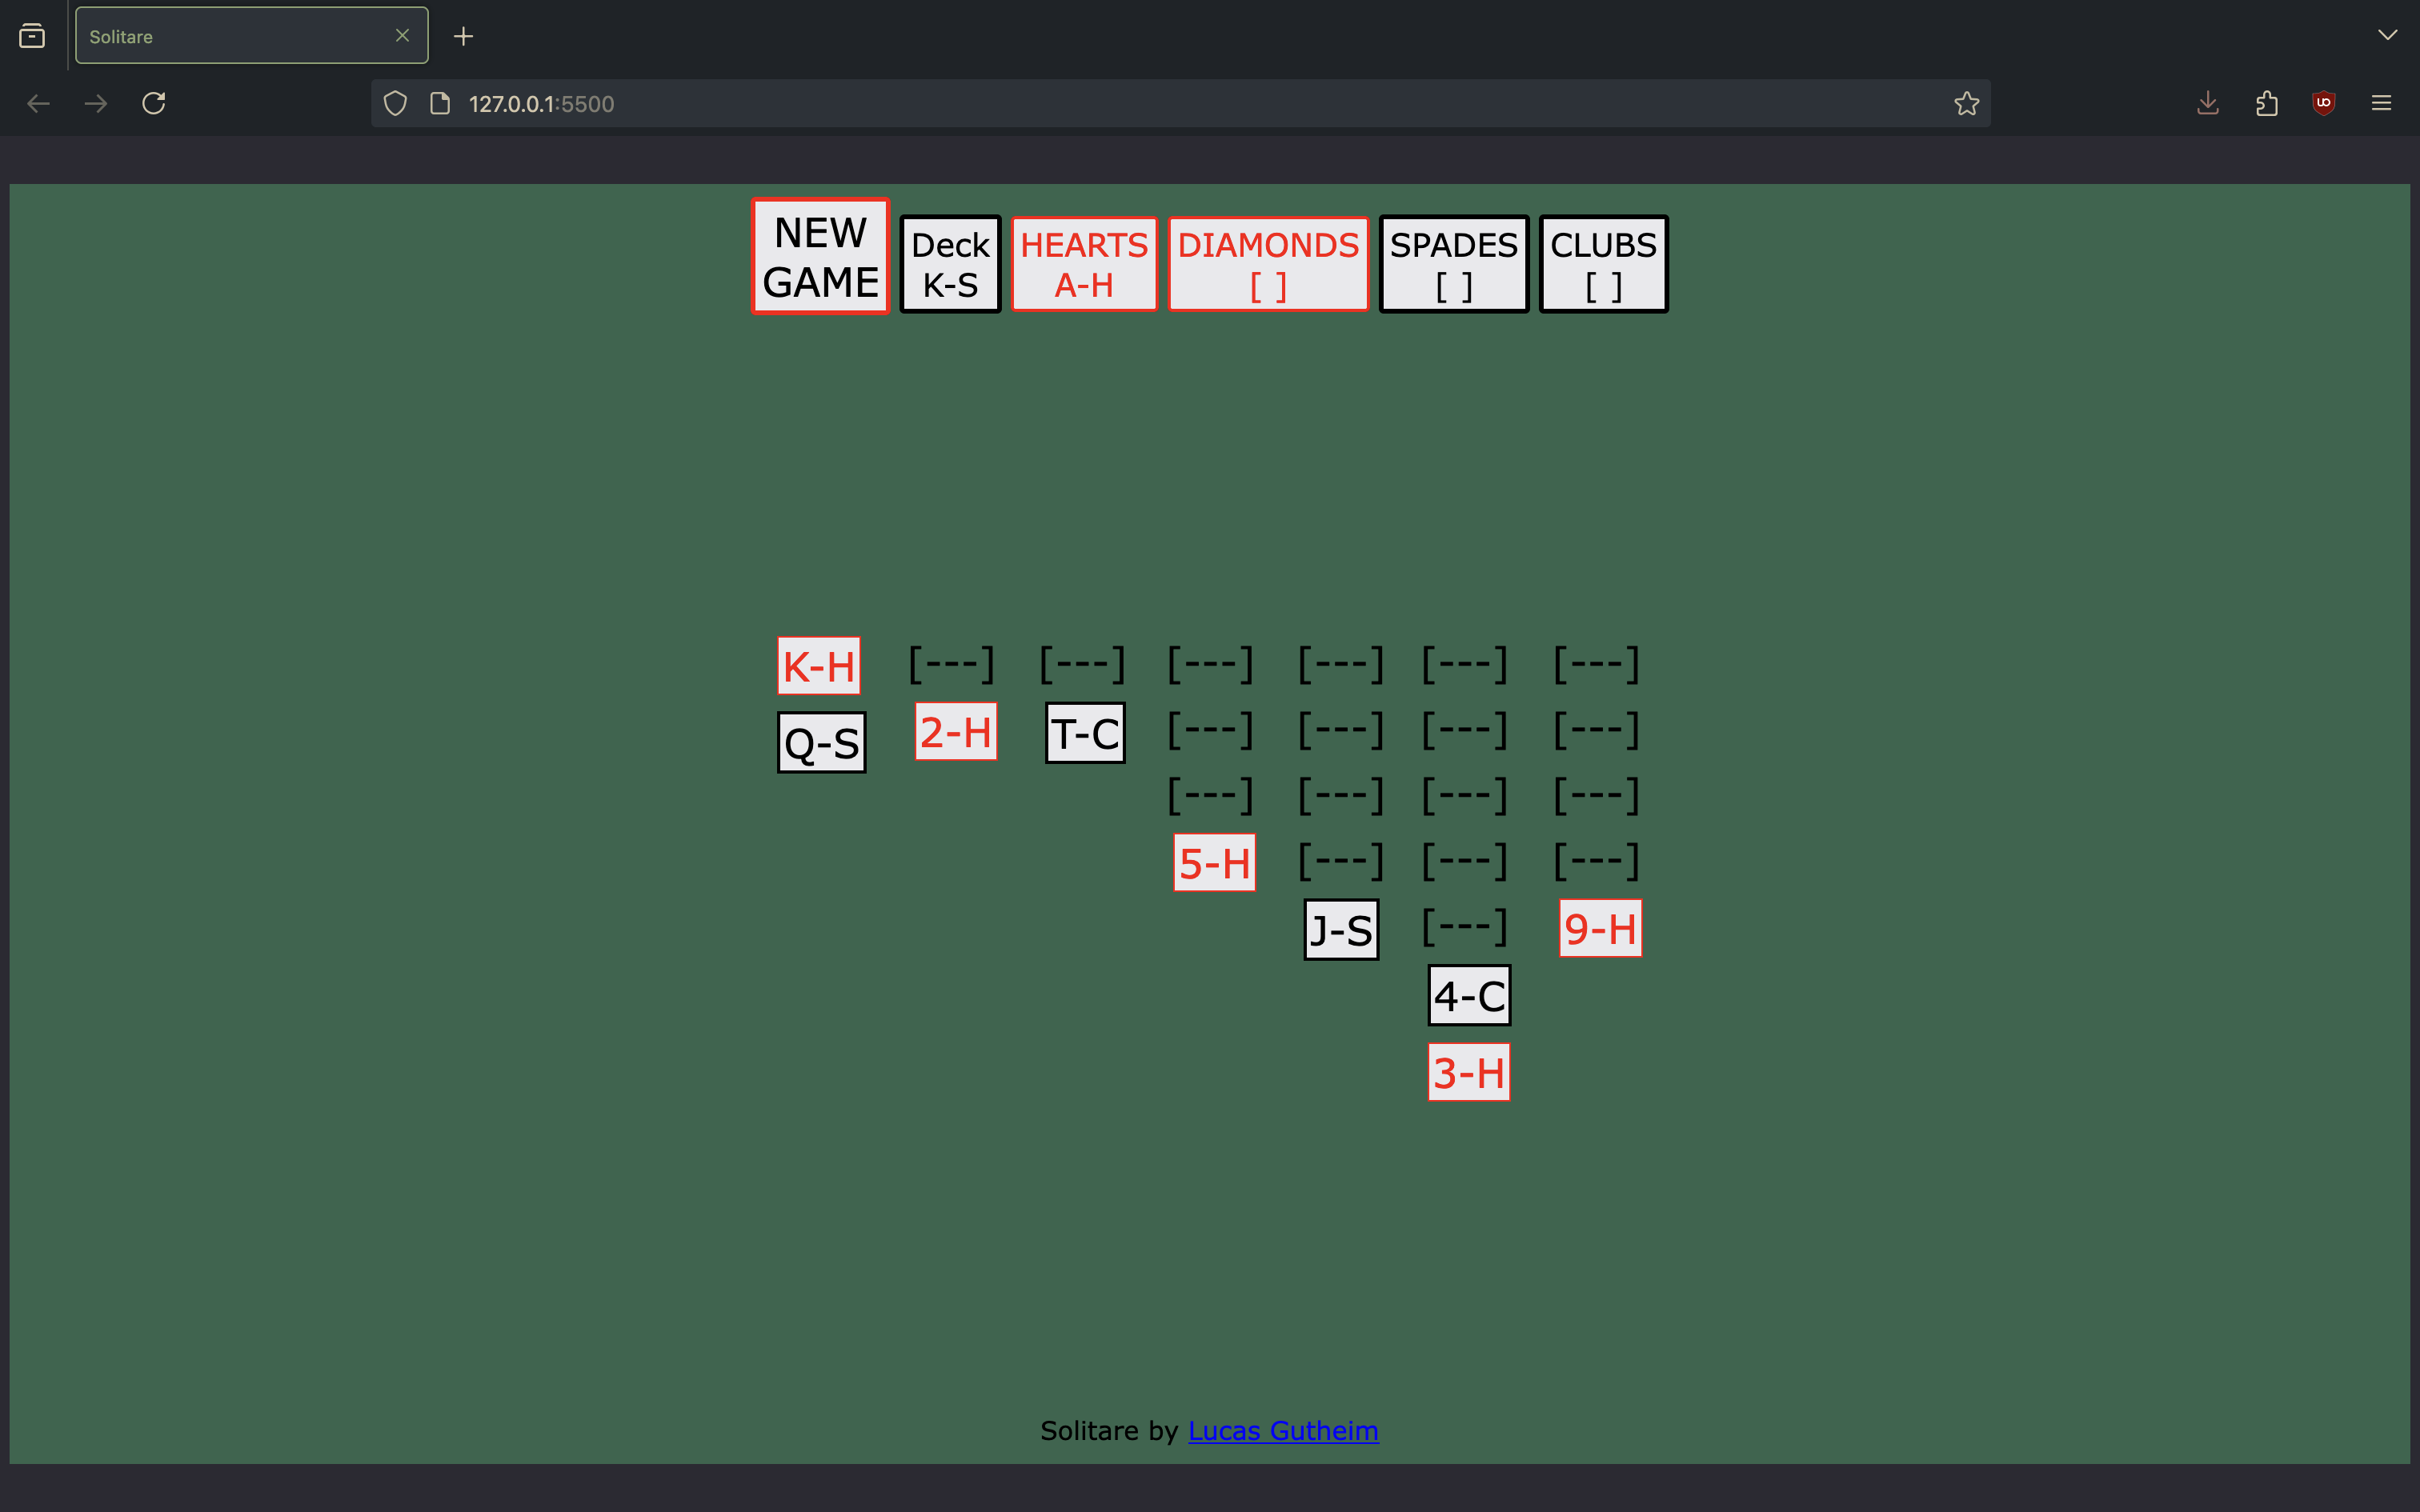 Solitare
127.0.0.1:5500
NEW GAME
Deck HEARTS DIAMONDS SPADES CLUBS
K-S A-H [ ] [ ] [ ]
K-H [---] [---] [---] [---] [---] [---]
Q-S 2-H T-C [---] [---] [---] [---]
[---] [---] [---] [---]
5-H [---] [---] [---]
J-S [---] 9-H
4-C
3-H
Solitare by Lucas Gutheim